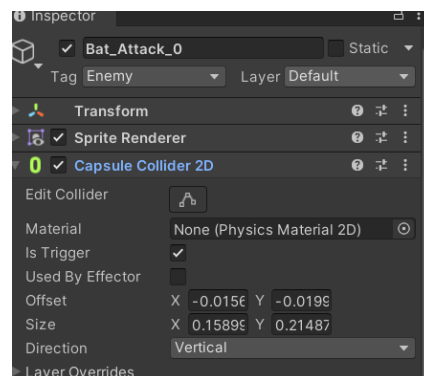 Inspector
Bat_Attack_0 Static
Tag Enemy Layer Default
Transform
Sprite Renderer
Capsule Collider 2D
Edit Collider
Material None (Physics Material 2D)
Is Trigger
Used By Effector
Offset X -0.0156 Y -0.0199
Size X 0.15899 Y 0.21487
Direction Vertical
Layer Overrides